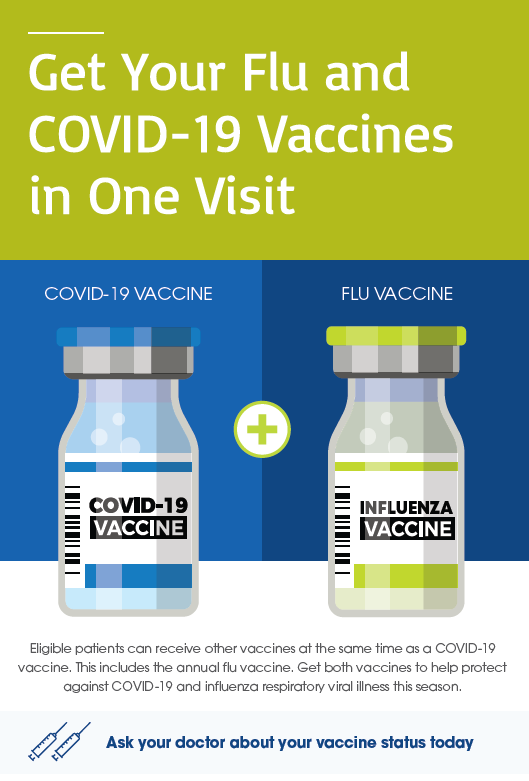 Get Your Flu and
COVID-19 Vaccines
in One Visit
COVID-19 VACCINE
FLU VACCINE
COVID-19
VACCINE
INFLUENZA
VACCINE
Eligible patients can receive other vaccines at the same time as a COVID-19
vaccine. This includes the annual flu vaccine. Get both vaccines to help protect
against COVID-19 and influenza respiratory viral illness this season.
Ask your doctor about your vaccine status today